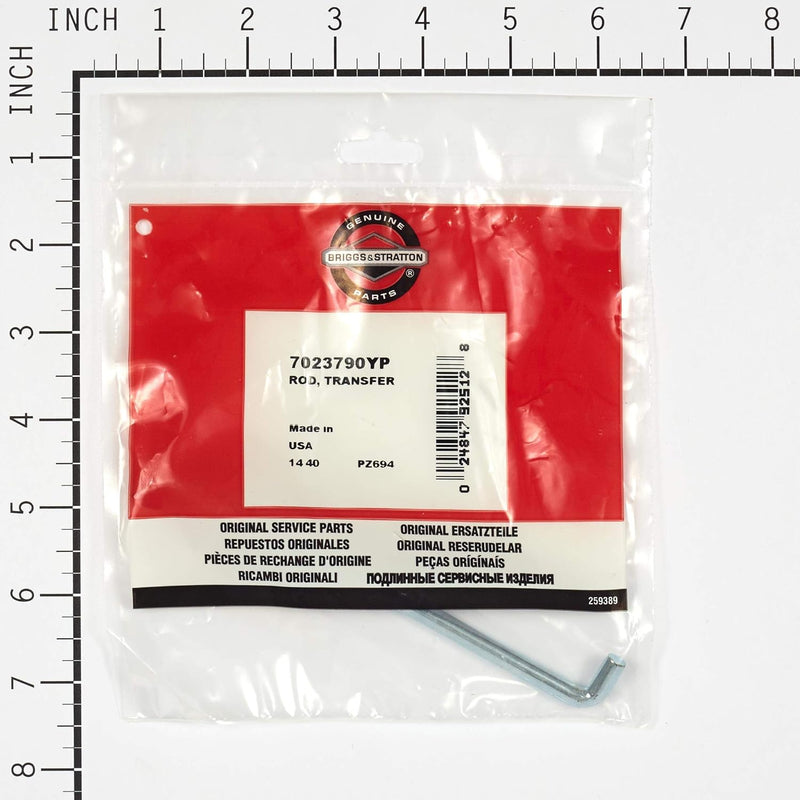 INCH 1 2 3 4 5 6 7 8
INCH 1 2 3 4 5 6 7 8
GENUINE
BRIGGS&STRATTON
®
PARTS
7023790YP
ROD, TRANSFER
Made in
USA
14 40 PZ694
0 24847 92512 8
ORIGINAL SERVICE PARTS
REPUESTOS ORIGINALES
PIÈCES DE RECHANGE D'ORIGINE
RICAMBI ORIGINALI
ORIGINAL ERSATZTEILE
ORIGINAL RESERUDELAR
PEÇAS ORIGÍNAIS
ПОДЛИННЫЕ СЕРВИСНЫЕ ИЗДЕЛИЯ
259389